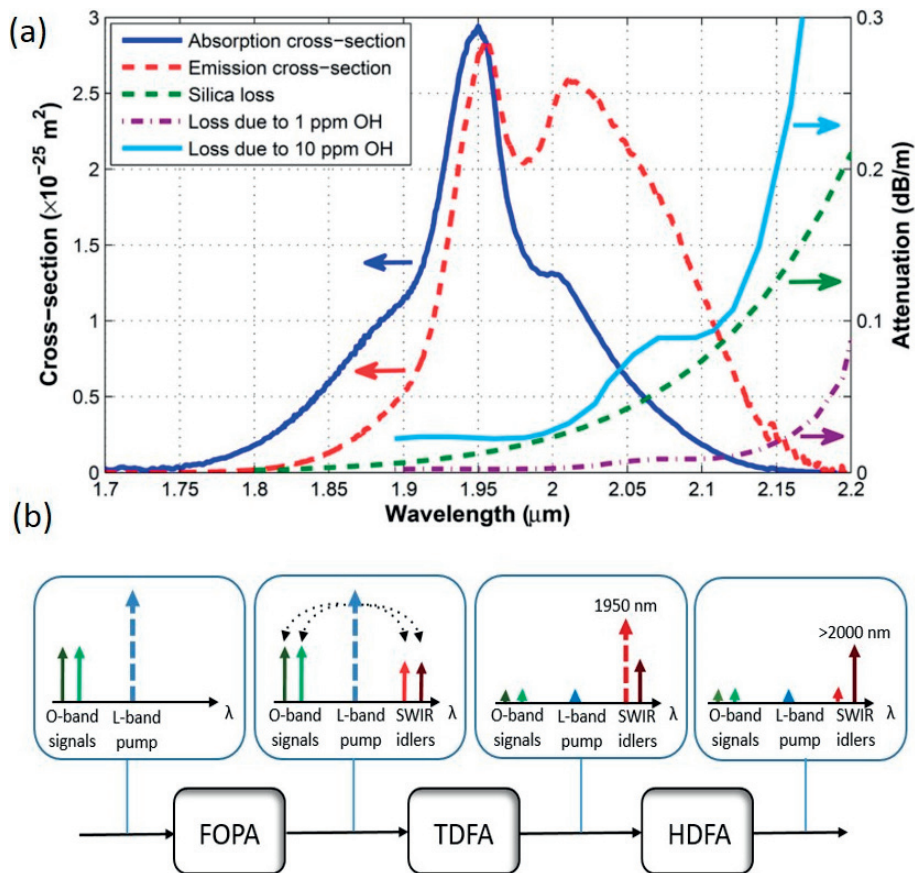 (a)
Absorption cross−section
Emission cross−section
Silica loss
Loss due to 1 ppm OH
Loss due to 10 ppm OH
Cross−section (×10⁻²⁵ m²)
3
2.5
2
1.5
1
0.5
0
Attenuation (dB/m)
0.3
0.2
0.1
0
1.7 1.75 1.8 1.85 1.9 1.95 2 2.05 2.1 2.15 2.2
Wavelength (μm)
(b)
O-band signals
L-band pump
λ
O-band signals
L-band pump
SWIR idlers
λ
1950 nm
O-band signals
L-band pump
SWIR idlers
λ
>2000 nm
O-band signals
L-band pump
SWIR idlers
λ
FOPA
TDFA
HDFA